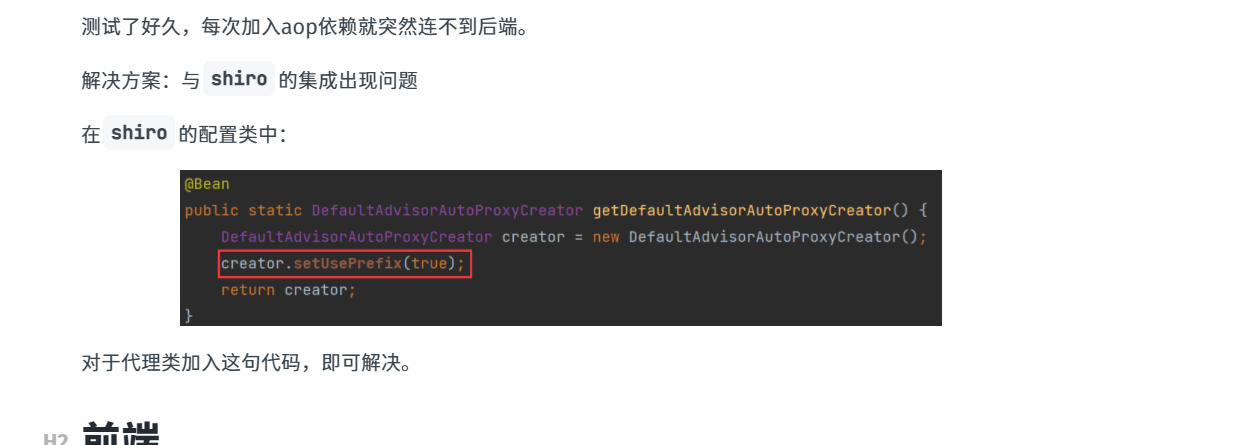 测试了好久，每次加入aop依赖就突然连不到后端。
解决方案：与 shiro 的集成出现问题
在 shiro 的配置类中：
@Bean
public static DefaultAdvisorAutoProxyCreator getDefaultAdvisorAutoProxyCreator() {
    DefaultAdvisorAutoProxyCreator creator = new DefaultAdvisorAutoProxyCreator();
    creator.setUsePrefix(true);
    return creator;
}
对于代理类加入这句代码，即可解决。
H2 前端